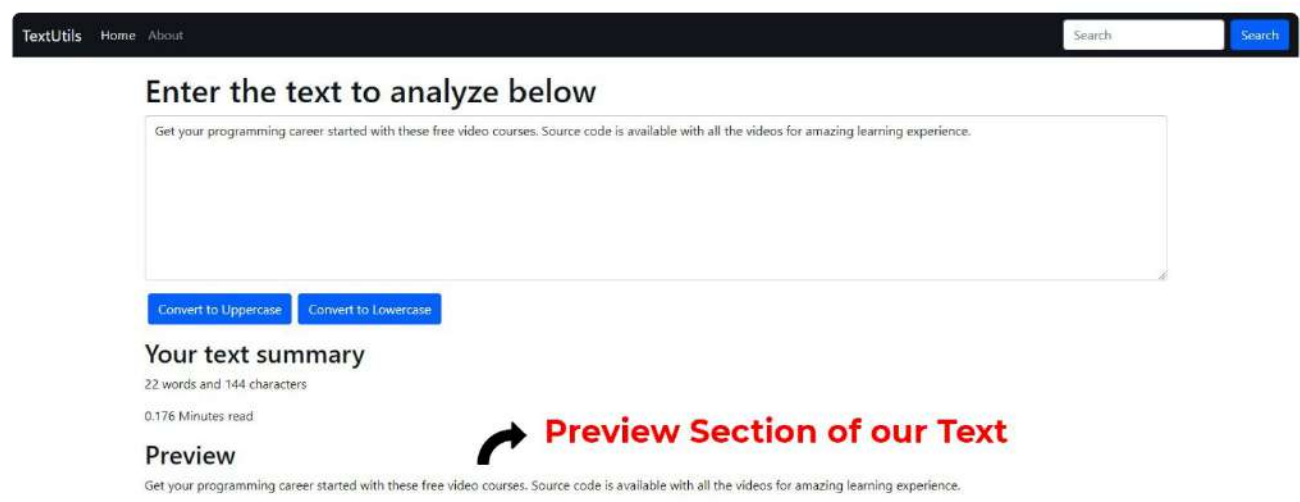 TextUtils Home About Search Search
Enter the text to analyze below
Get your programming career started with these free video courses. Source code is available with all the videos for amazing learning experience.
Convert to Uppercase Convert to Lowercase
Your text summary
22 words and 144 characters
0.176 Minutes read
Preview Section of our Text
Preview
Get your programming career started with these free video courses. Source code is available with all the videos for amazing learning experience.